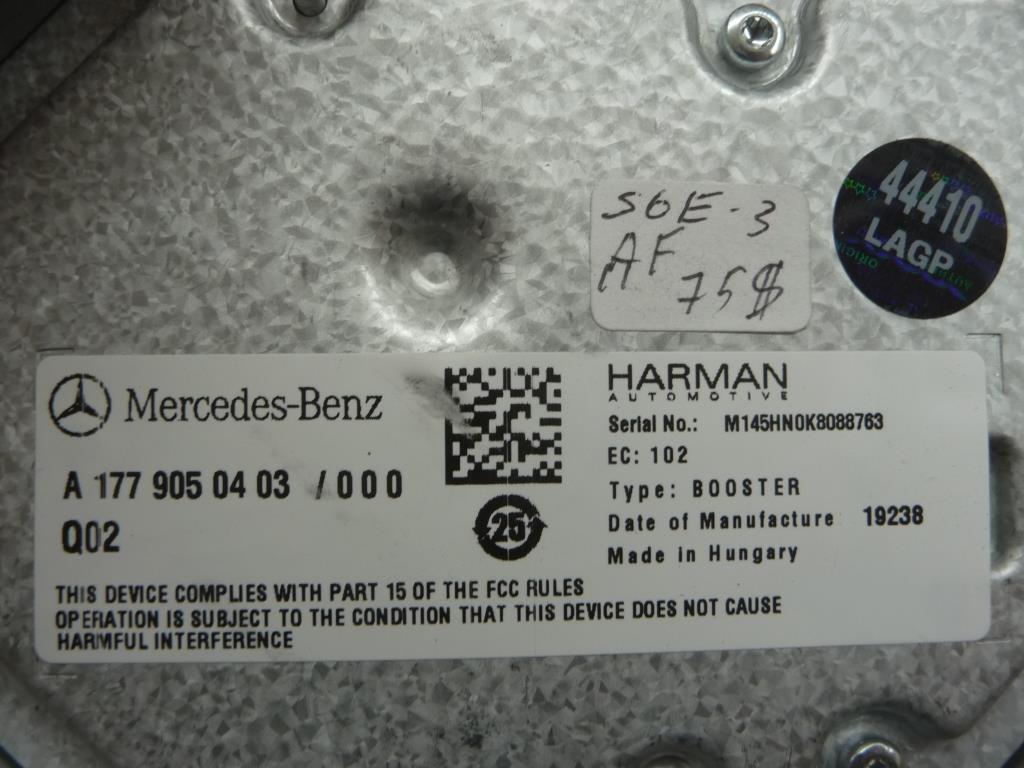 S6E-3
AF
75$
44410
LAGP
Mercedes-Benz
A 177 905 04 03 /000
Q02
25
HARMAN
AUTOMOTIVE
Serial No.: M145HN0K8088763
EC: 102
Type: BOOSTER
Date of Manufacture 19238
Made in Hungary
THIS DEVICE COMPLIES WITH PART 15 OF THE FCC RULES
OPERATION IS SUBJECT TO THE CONDITION THAT THIS DEVICE DOES NOT CAUSE
HARMFUL INTERFERENCE